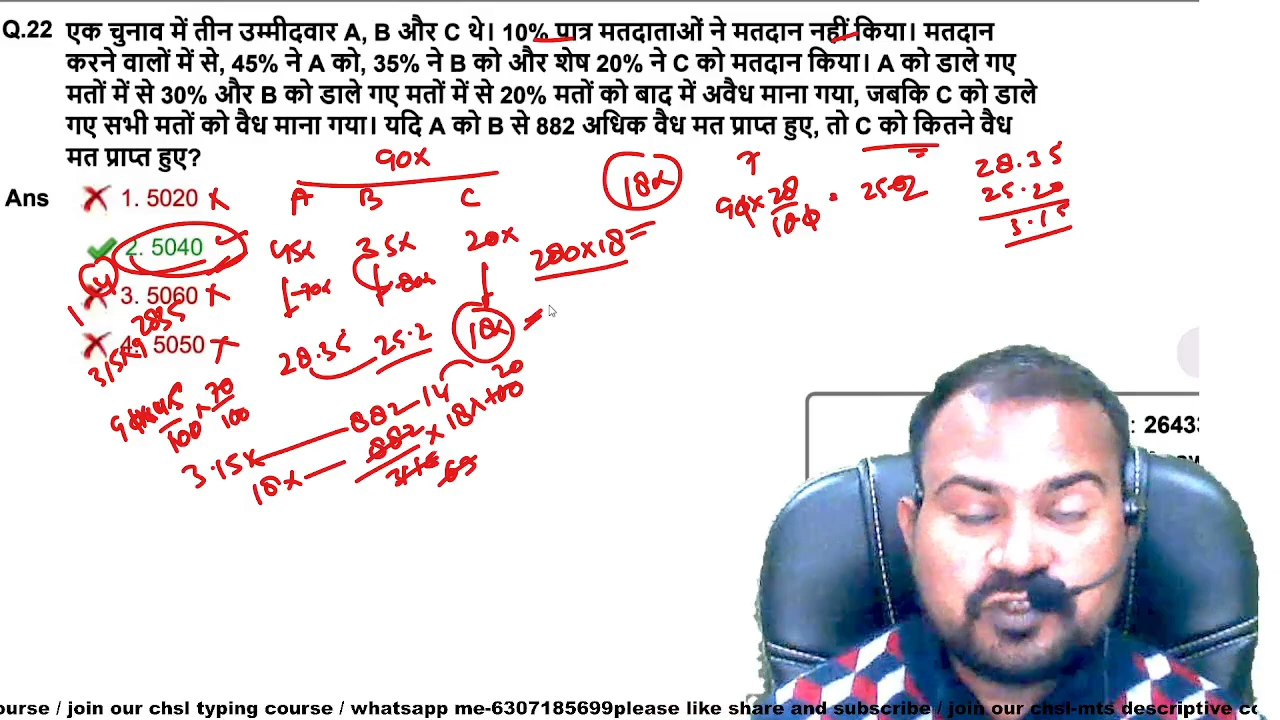 Q.22 एक चुनाव में तीन उम्मीदवार A, B और C थे। 10% पात्र मतदाताओं ने मतदान नहीं किया। मतदान
करने वालों में से, 45% ने A को, 35% ने B को और शेष 20% ने C को मतदान किया। A को डाले गए
मतों में से 30% और B को डाले गए मतों में से 20% मतों को बाद में अवैध माना गया, जबकि C को डाले
गए सभी मतों को वैध माना गया। यदि A को B से 882 अधिक वैध मत प्राप्त हुए, तो C को कितने वैध
मत प्राप्त हुए?
90x
A B C
Ans
1. 5020
2. 5040
3. 5060
4. 5050
45x 35x 20x
28.35 25.2 18x
18x
280×18=
28.35
25.20
3.15
882 14
3.15x
18x
: 26433
ourse / join our chsl typing course / whatsapp me-6307185699please like share and subscribe / join our chsl-mts descriptive co